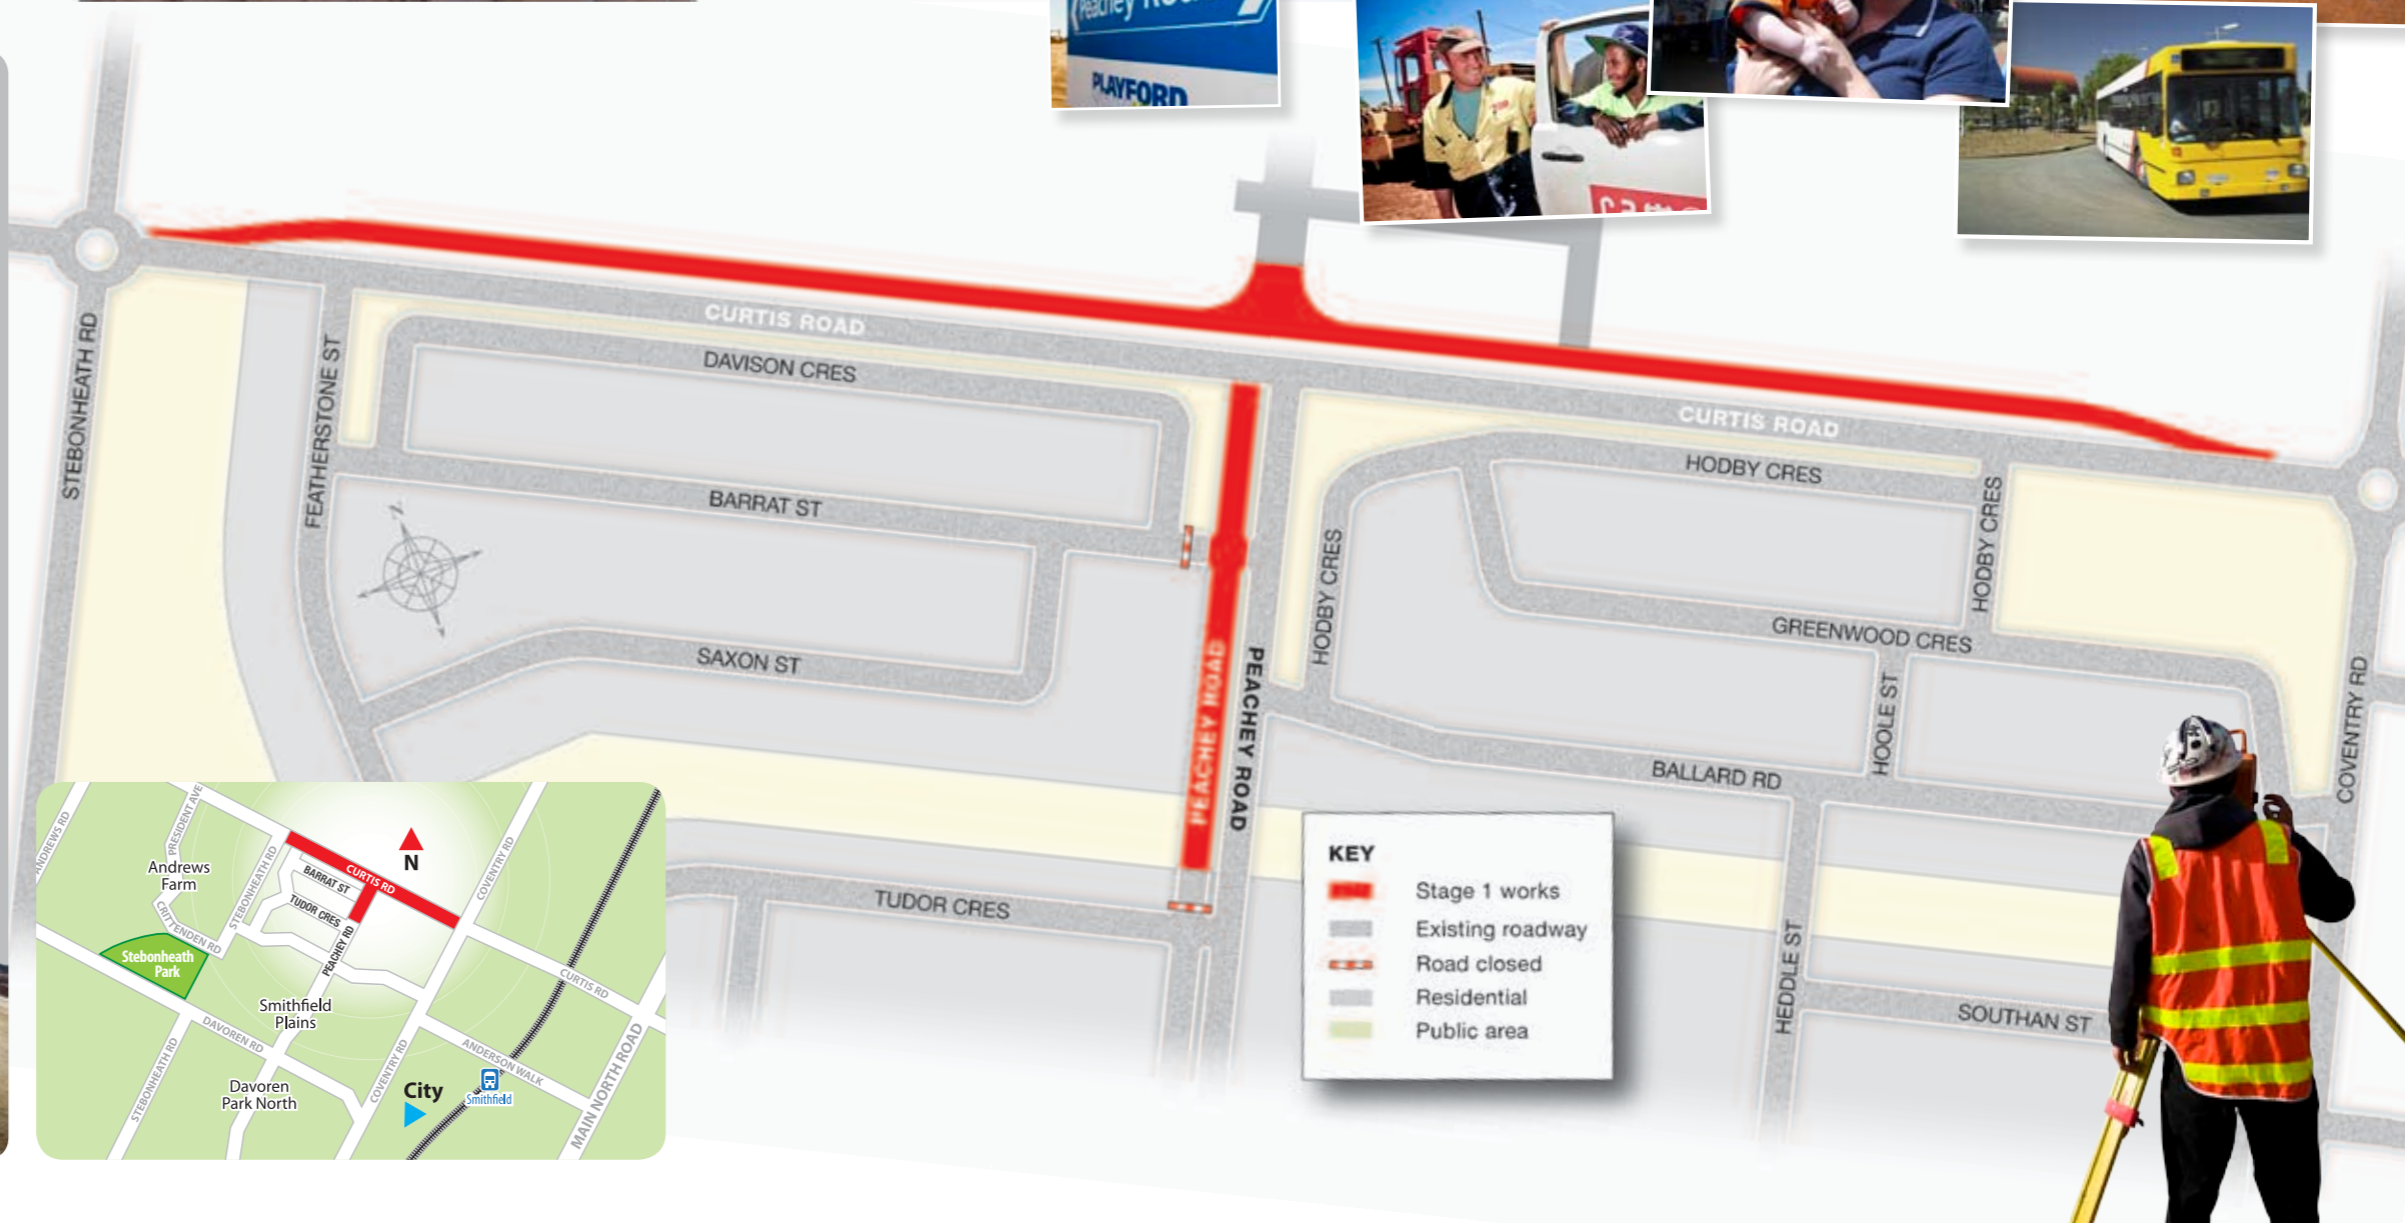 Peachey
PLAYFORD
STEBONHEATH RD
FEATHERSTONE ST
CURTIS ROAD
DAVISON CRES
BARRAT ST
N
SAXON ST
PEACHEY ROAD
PEACHEY ROAD
TUDOR CRES
CURTIS ROAD
HODBY CRES
HODBY CRES
HODBY CRES
GREENWOOD CRES
HOOLE ST
BALLARD RD
COVENTRY RD
HEDDLE ST
SOUTHAN ST
KEY
Stage 1 works
Existing roadway
Road closed
Residential
Public area
ANDREWS RD
PRESIDENT AVE
Andrews
Farm
CRITTENDEN RD
STEBONHEATH RD
BARRAT ST
TUDOR CRES
CURTIS RD
PEACHEY RD
N
COVENTRY RD
Stebonheath
Park
Smithfield
Plains
CURTIS RD
DAVOREN RD
STEBONHEATH RD
Davoren
Park North
COVENTRY RD
City
ANDERSON WALK
Smithfield
MAIN NORTH ROAD